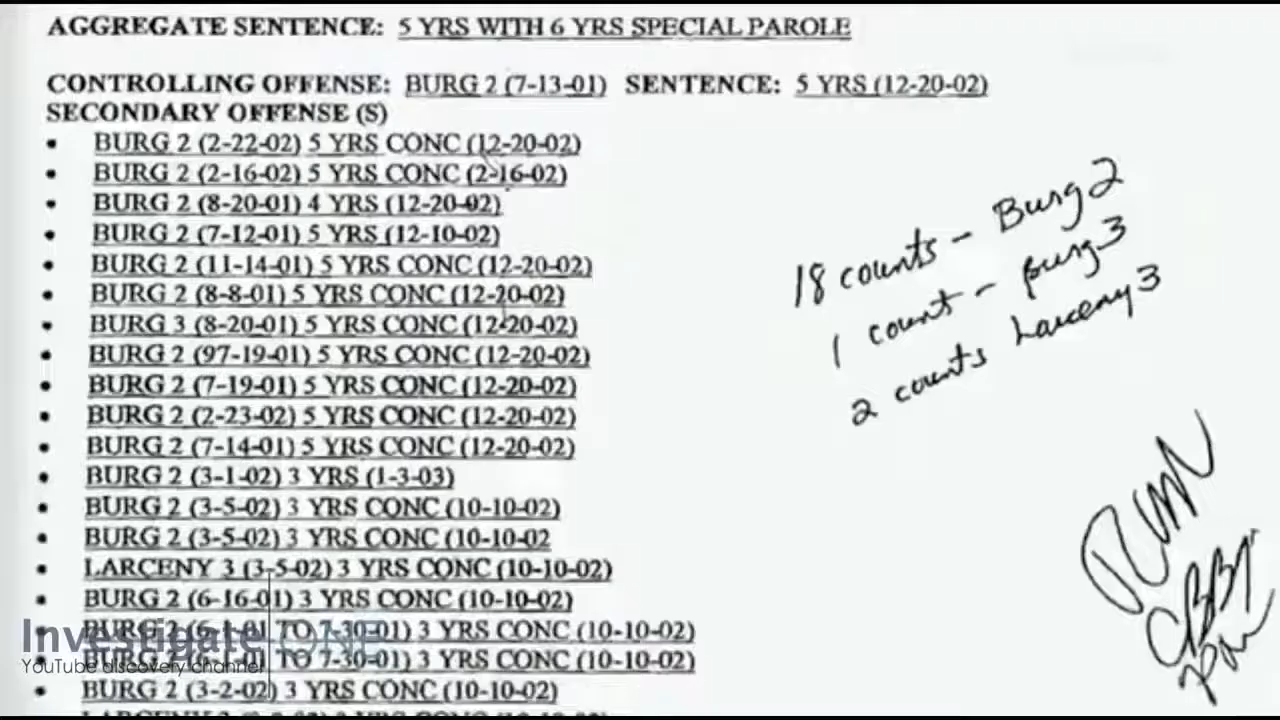 AGGREGATE SENTENCE: 5 YRS WITH 6 YRS SPECIAL PAROLE
CONTROLLING OFFENSE: BURG 2 (7-13-01) SENTENCE: 5 YRS (12-20-02)
SECONDARY OFFENSE (S)
• BURG 2 (2-22-02) 5 YRS CONC (12-20-02)
• BURG 2 (2-16-02) 5 YRS CONC (2-16-02)
• BURG 2 (8-20-01) 4 YRS (12-20-02)
• BURG 2 (7-12-01) 5 YRS (12-10-02)
• BURG 2 (11-14-01) 5 YRS CONC (12-20-02)
• BURG 2 (8-8-01) 5 YRS CONC (12-20-02)
• BURG 3 (8-20-01) 5 YRS CONC (12-20-02)
• BURG 2 (97-19-01) 5 YRS CONC (12-20-02)
• BURG 2 (7-19-01) 5 YRS CONC (12-20-02)
• BURG 2 (2-23-02) 5 YRS CONC (12-20-02)
• BURG 2 (7-14-01) 5 YRS CONC (12-20-02)
• BURG 2 (3-1-02) 3 YRS (1-3-03)
• BURG 2 (3-5-02) 3 YRS CONC (10-10-02)
• BURG 2 (3-5-02) 3 YRS CONC (10-10-02
• LARCENY 3 (3-5-02) 3 YRS CONC (10-10-02)
• BURG 2 (6-16-01) 3 YRS CONC (10-10-02)
• BURG 2 (6-1-01 TO 7-30-01) 3 YRS CONC (10-10-02)
• BURG 2 (6-1-01 TO 7-30-01) 3 YRS CONC (10-10-02)
• BURG 2 (3-2-02) 3 YRS CONC (10-10-02)
18 counts - Burg 2
1 count - Burg 3
2 counts Larceny 3
Investigate ONE
YouTube discovery channel